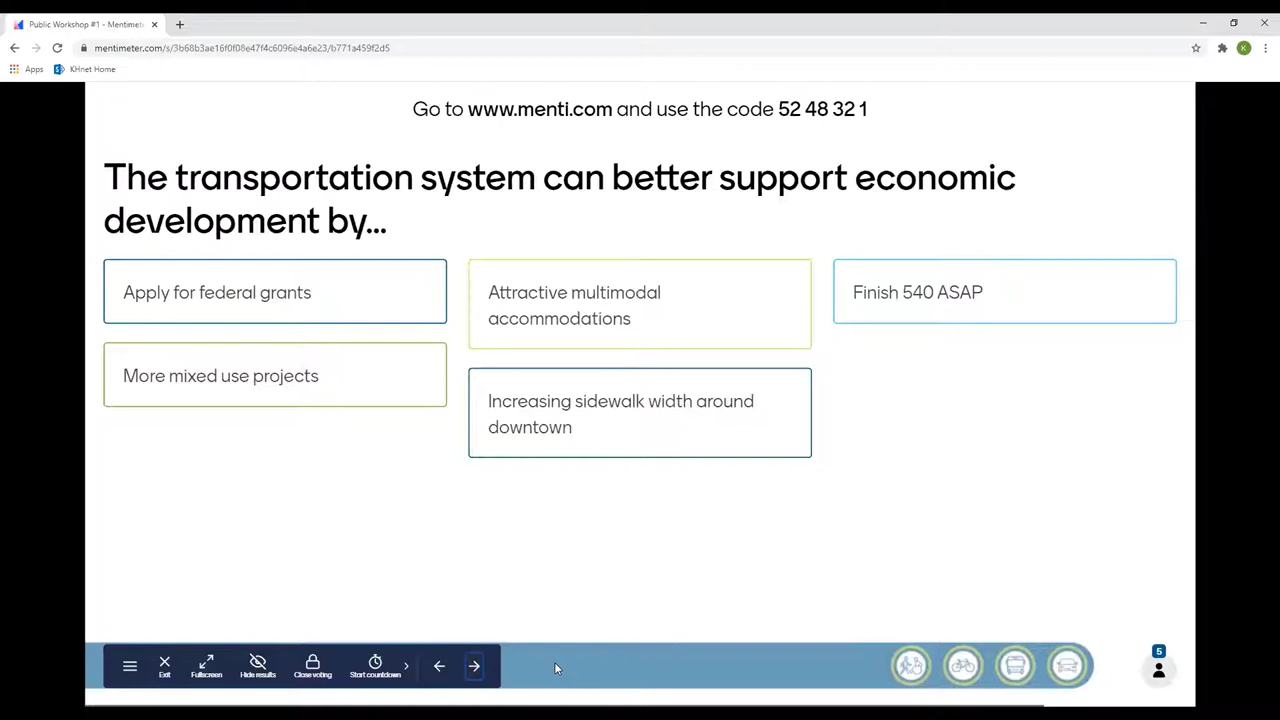 Public Workshop #1 - Mentimet
mentimeter.com/s/3b68b3ae16f0f08e47f4c6096e4a6e23/b771a459f2d5
K
Apps
KHnet Home
Go to www.menti.com and use the code 52 48 32 1
The transportation system can better support economic
development by...
Apply for federal grants
Attractive multimodal
accommodations
Finish 540 ASAP
More mixed use projects
Increasing sidewalk width around
downtown
Exit
Fullscreen
Hide results
Close voting
Start countdown
5